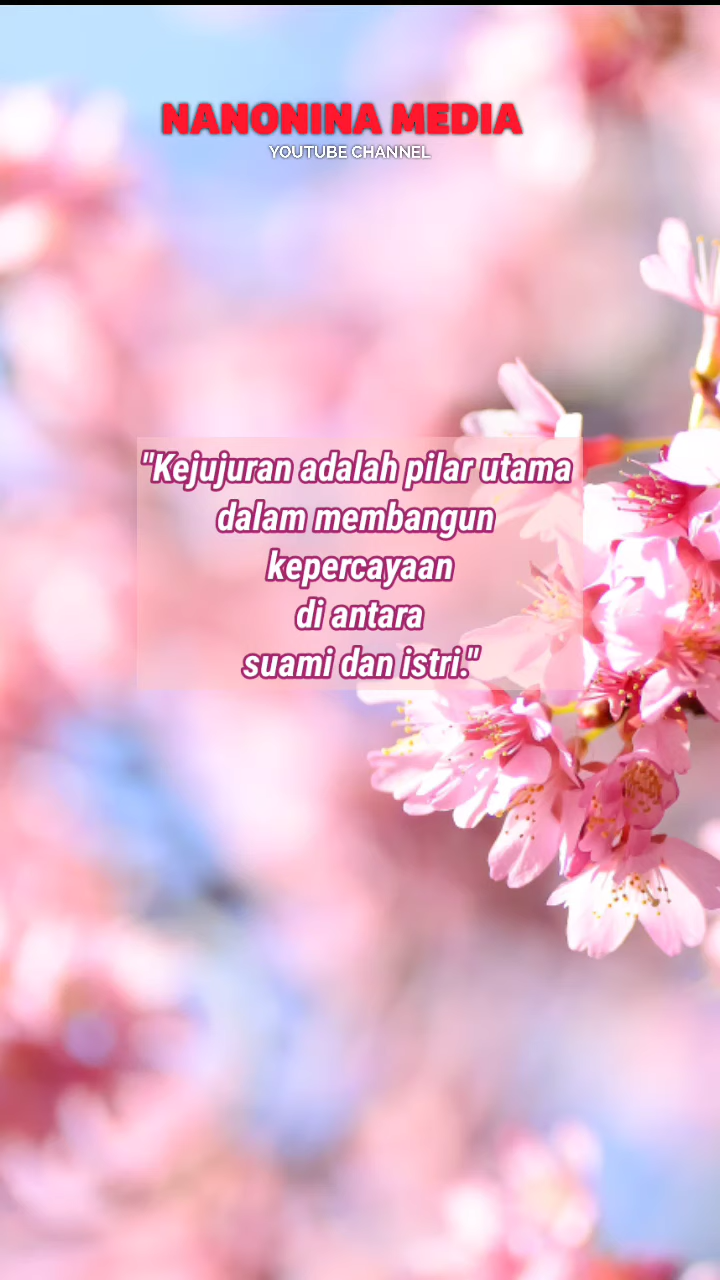 NANONINA MEDIA
YOUTUBE CHANNEL
"Kejujuran adalah pilar utama
dalam membangun
kepercayaan
di antara
suami dan istri."